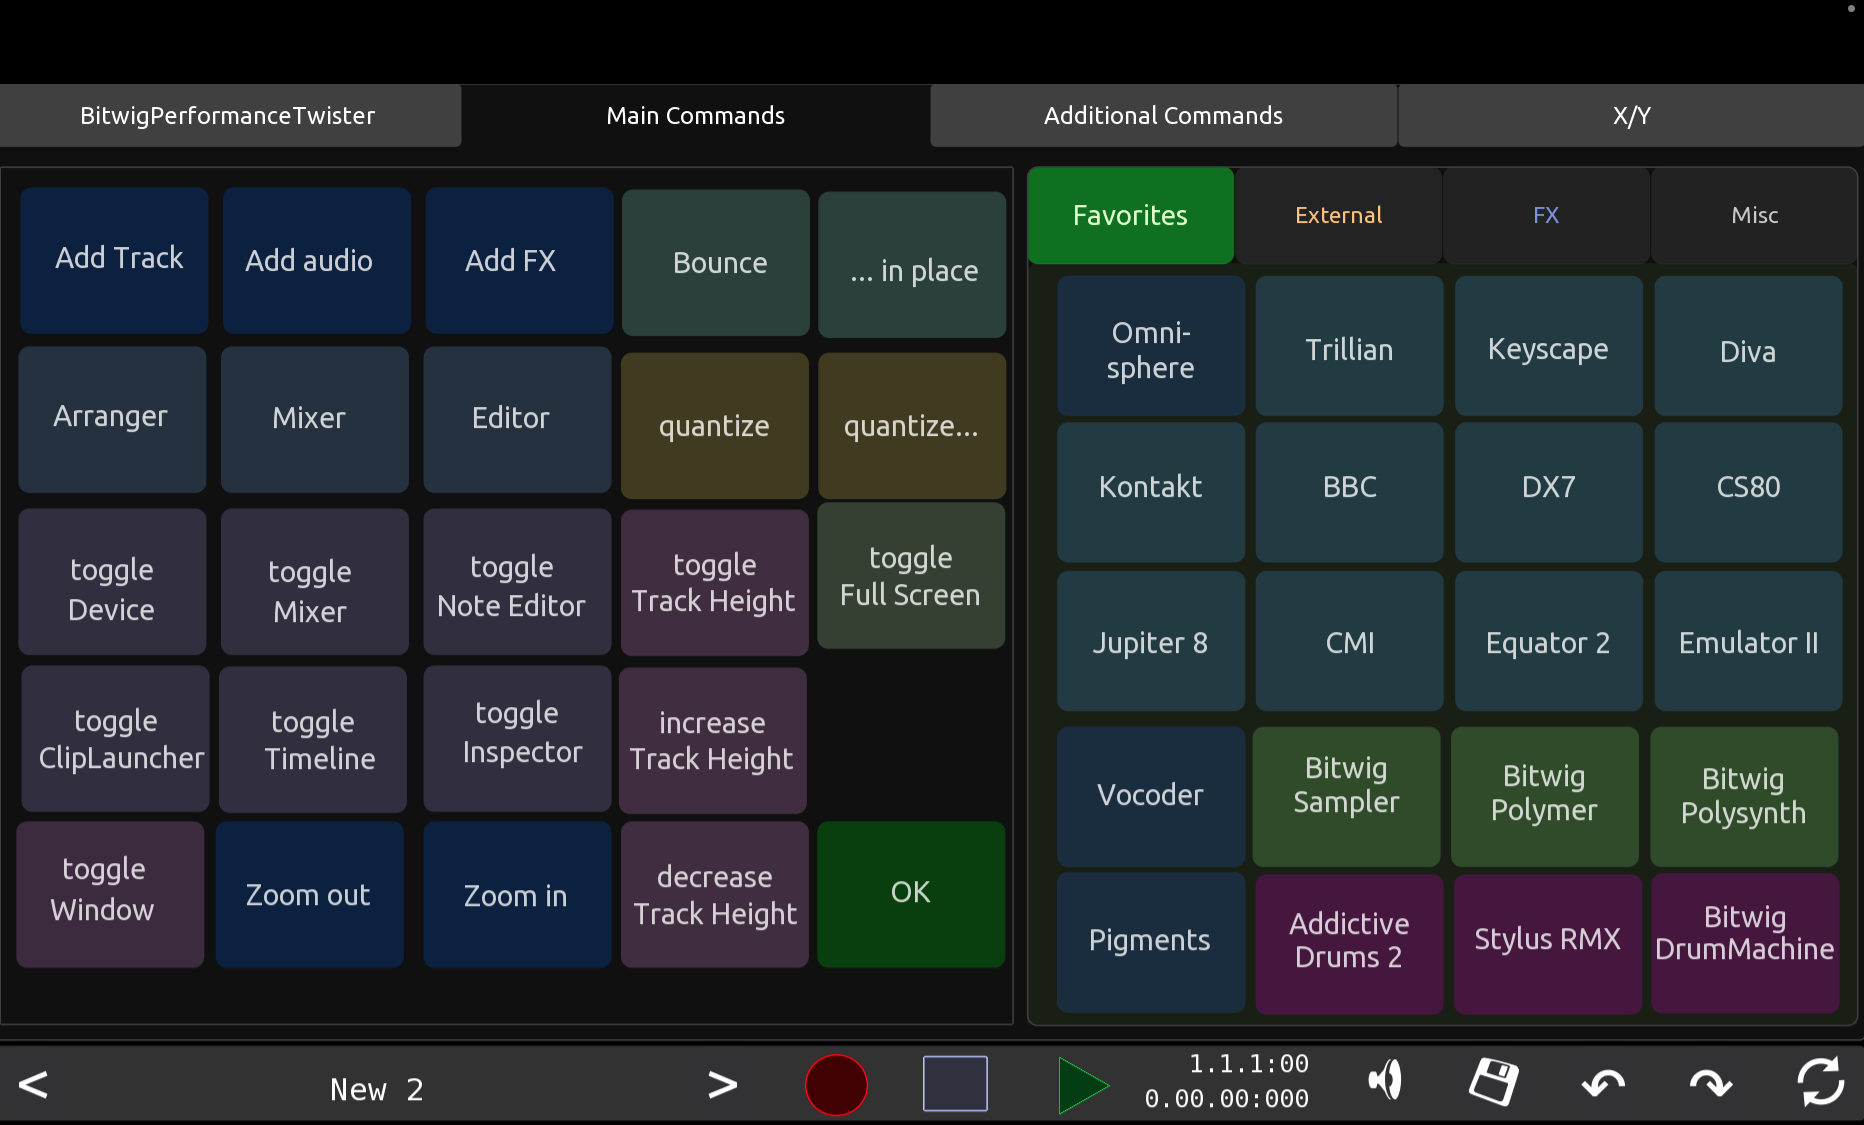 BitwigPerformanceTwister
Main Commands
Additional Commands
X/Y
Add Track
Add audio
Add FX
Bounce
... in place
Arranger
Mixer
Editor
quantize
quantize...
toggle
Device
toggle
Mixer
toggle
Note Editor
toggle
Track Height
toggle
Full Screen
toggle
ClipLauncher
toggle
Timeline
toggle
Inspector
increase
Track Height
toggle
Window
Zoom out
Zoom in
decrease
Track Height
OK
Favorites
External
FX
Misc
Omni-
sphere
Trillian
Keyscape
Diva
Kontakt
BBC
DX7
CS80
Jupiter 8
CMI
Equator 2
Emulator II
Vocoder
Bitwig
Sampler
Bitwig
Polymer
Bitwig
Polysynth
Pigments
Addictive
Drums 2
Stylus RMX
Bitwig
DrumMachine
<
New 2
>
1.1.1:00
0.00.00:000